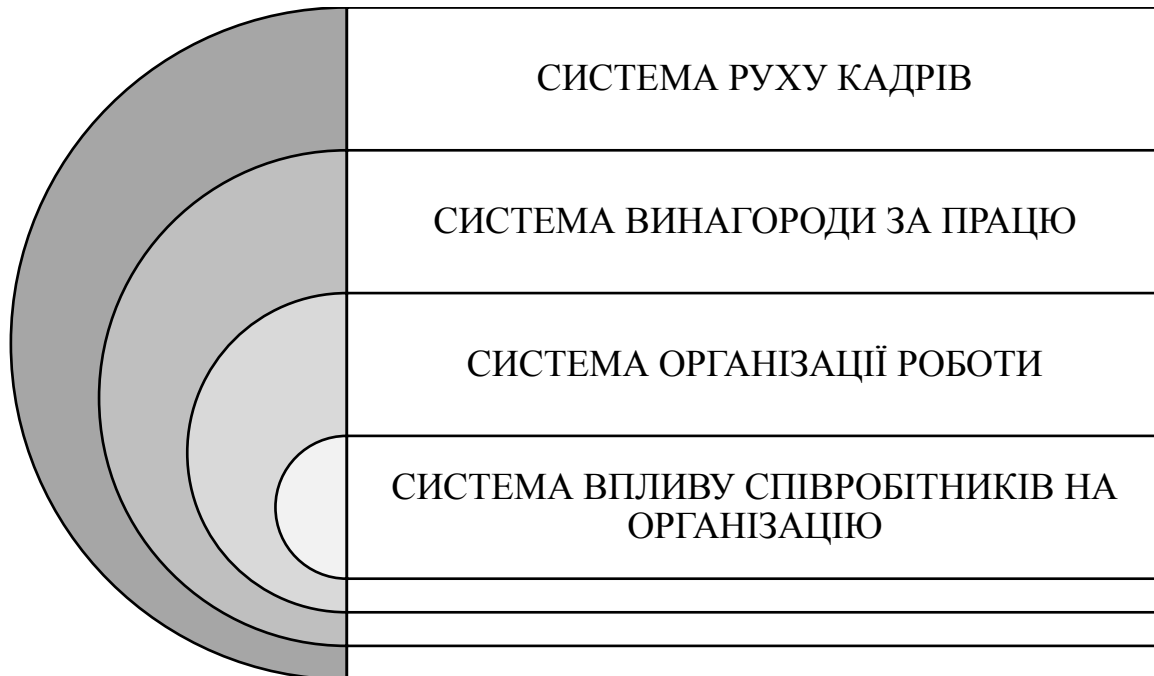 СИСТЕМА РУХУ КАДРІВ
СИСТЕМА ВИНАГОРОДИ ЗА ПРАЦЮ
СИСТЕМА ОРГАНІЗАЦІЇ РОБОТИ
СИСТЕМА ВПЛИВУ СПІВРОБІТНИКІВ НА
ОРГАНІЗАЦІЮ